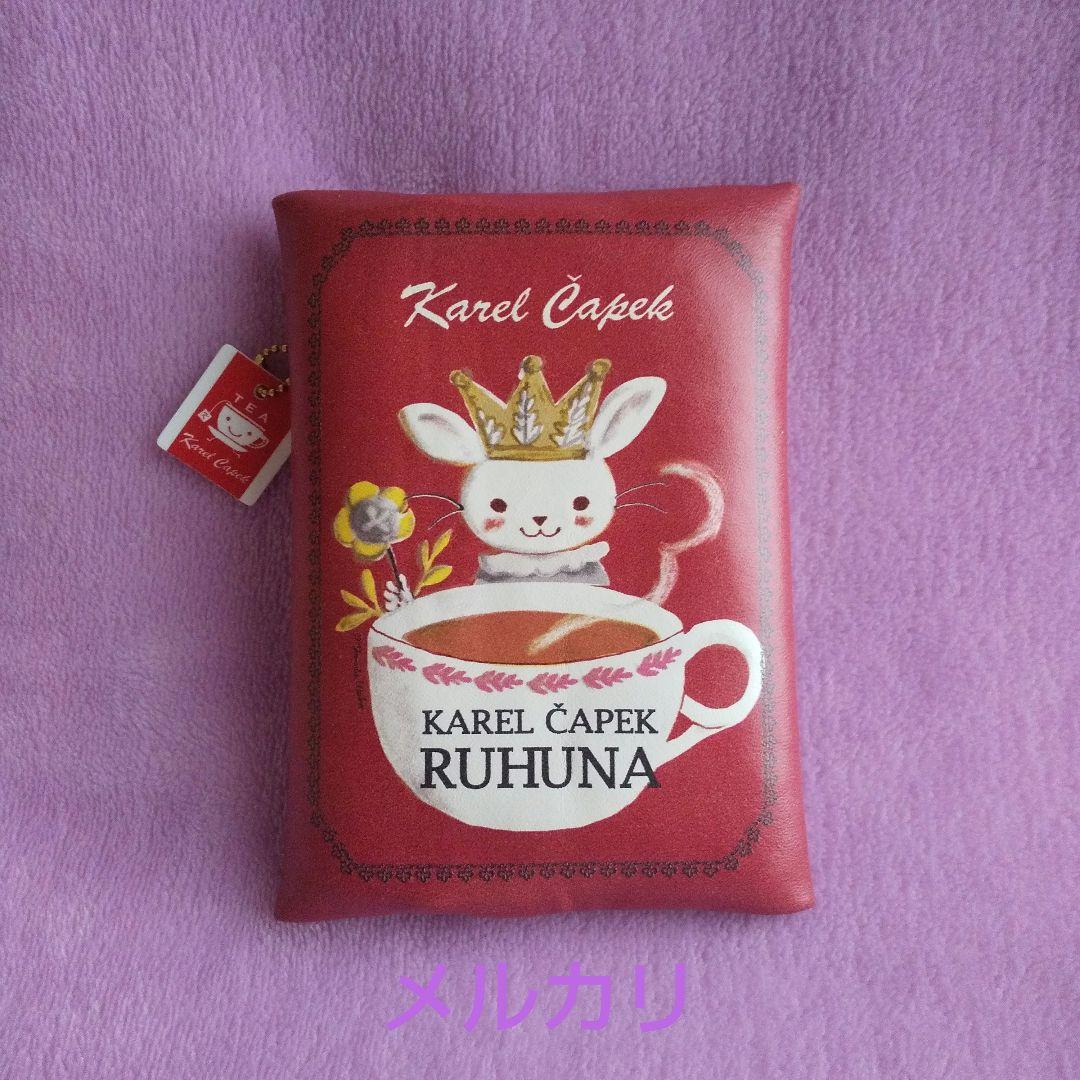 Karel Čapek
TEA
Karel Čapek
KAREL ČAPEK
RUHUNA
メルカリ